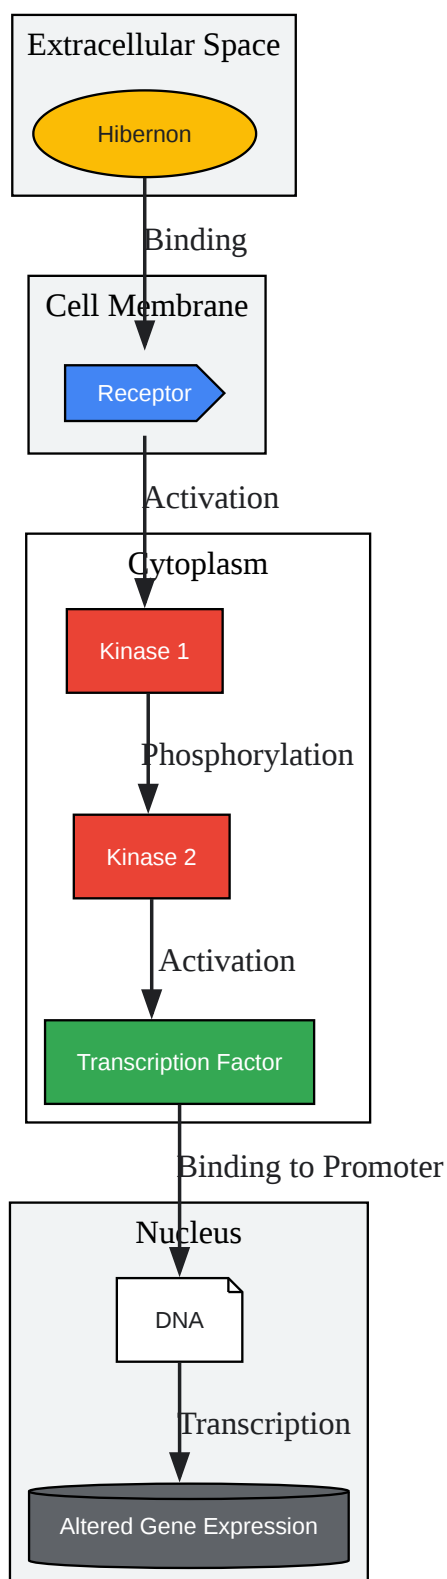 Extracellular Space
Hibernon
Binding
Cell Membrane
Receptor
Activation
Cytoplasm
Kinase 1
Phosphorylation
Kinase 2
Activation
Transcription Factor
Binding to Promoter
Nucleus
DNA
Transcription
Altered Gene Expression